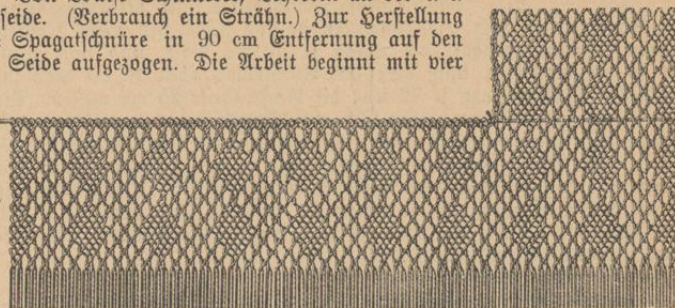 seide. (Verbrauch ein Strähn.) Zur Herstellung
Spagatschnüre in 90 cm Entfernung auf den
Seide aufgezogen. Die Arbeit beginnt mit vier